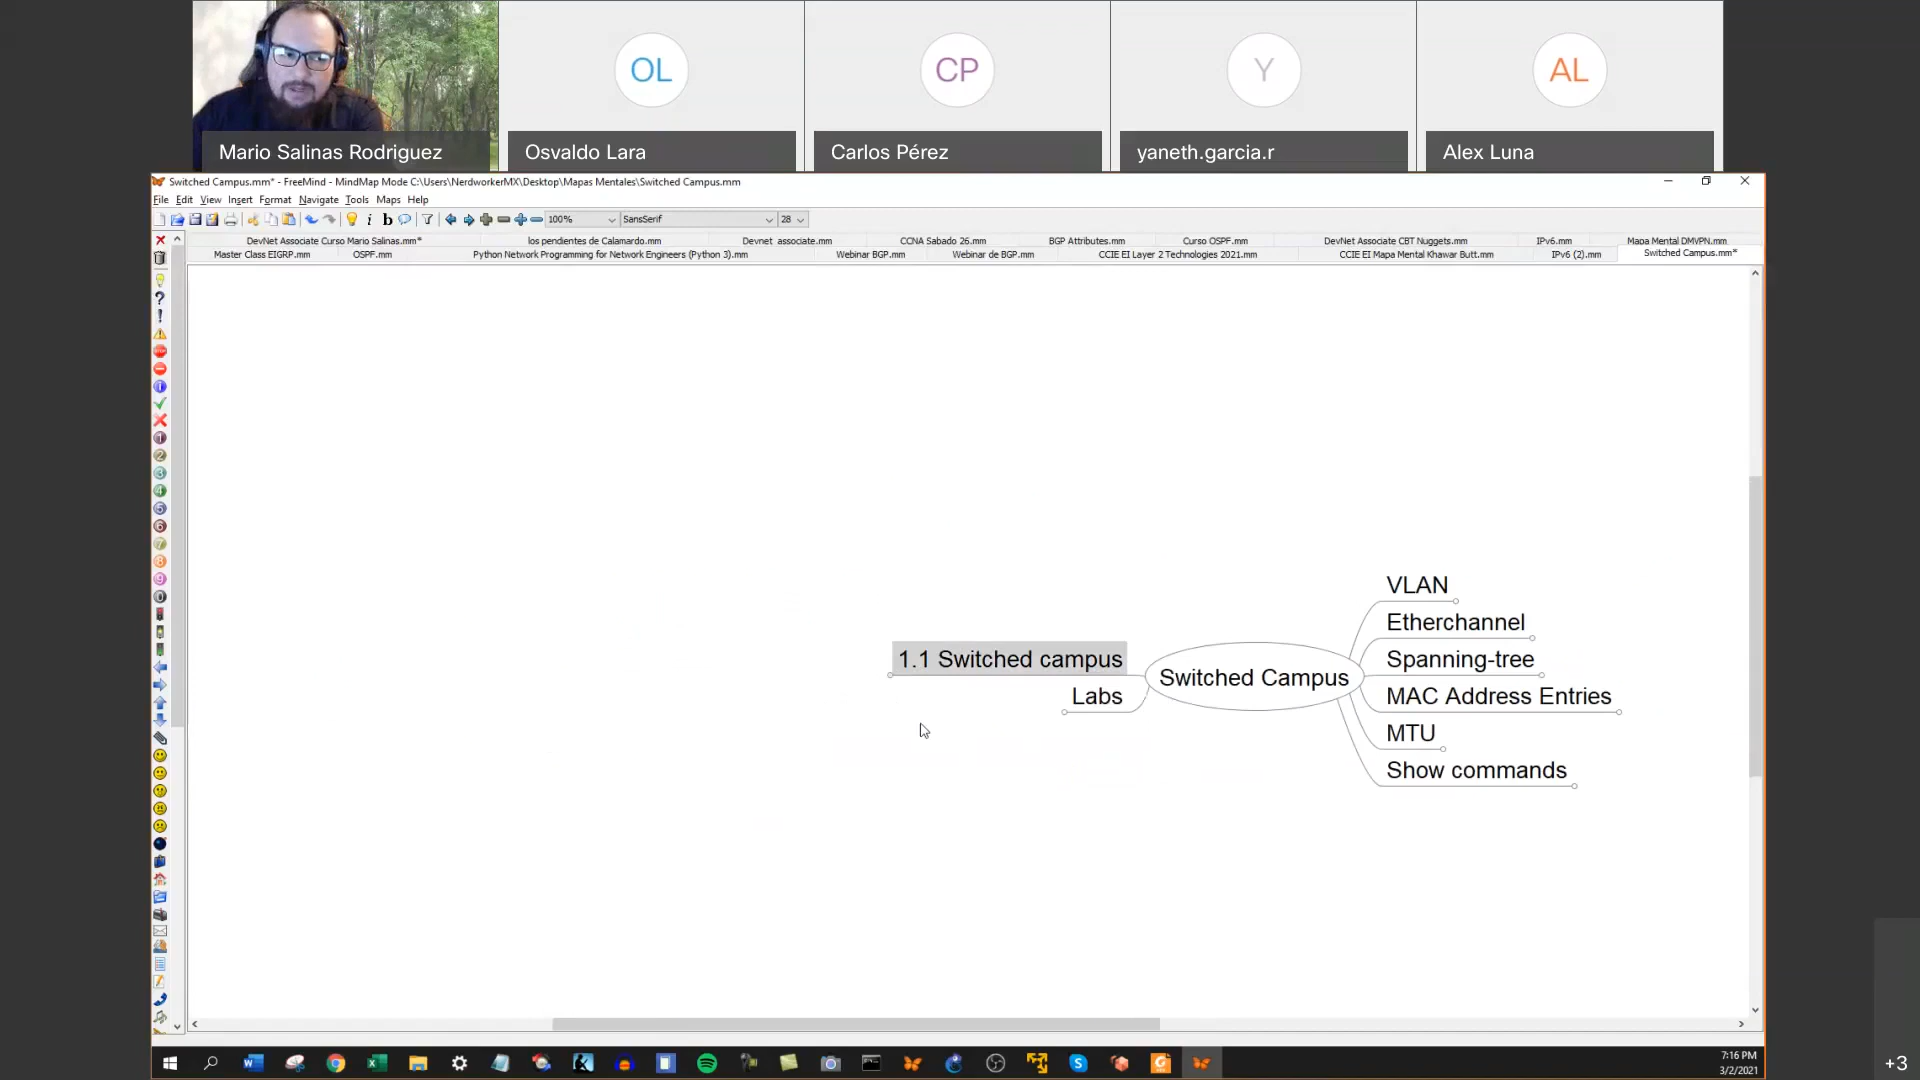 OL
CP
Y
AL
Mario Salinas Rodriguez
Osvaldo Lara
Carlos Pérez
yaneth.garcia.r
Alex Luna
Switched Campus.mm* - FreeMind - MindMap Mode C:\Users\NerdworkerMX\Desktop\Mapas Mentales\Switched Campus.mm
File Edit View Insert Format Navigate Tools Maps Help
100% SansSerif 28
DevNet Associate Curso Mario Salinas.mm* los pendientes de Calamardo.mm Devnet associate.mm CCNA Sabado 26.mm BGP Attributes.mm Curso OSPF.mm DevNet Associate CBT Nuggets.mm IPv6.mm Mapa Mental DMVPN.mm
Master Class EIGRP.mm OSPF.mm Python Network Programming for Network Engineers (Python 3).mm Webinar BGP.mm Webinar de BGP.mm CCIE EI Layer 2 Technologies 2021.mm CCIE EI Mapa Mental Khawar Butt.mm IPv6 (2).mm Switched Campus.mm*
1.1 Switched campus
Labs
Switched Campus
VLAN
Etherchannel
Spanning-tree
MAC Address Entries
MTU
Show commands
7:16 PM
3/2/2021
+3